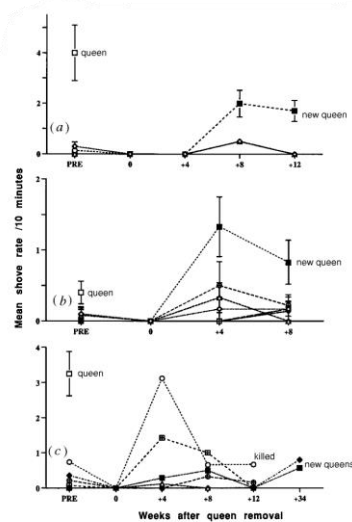 4
queen
2
(a)
new queen
0
PRE
0
+4
+8
+12
2
1
queen
new queen
(b)
0
PRE
0
+4
+8
4
queen
2
(c)
killed
new queens
0
PRE
0
+4
+8
+12
+34
Mean shove rate /10 minutes
Weeks after queen removal